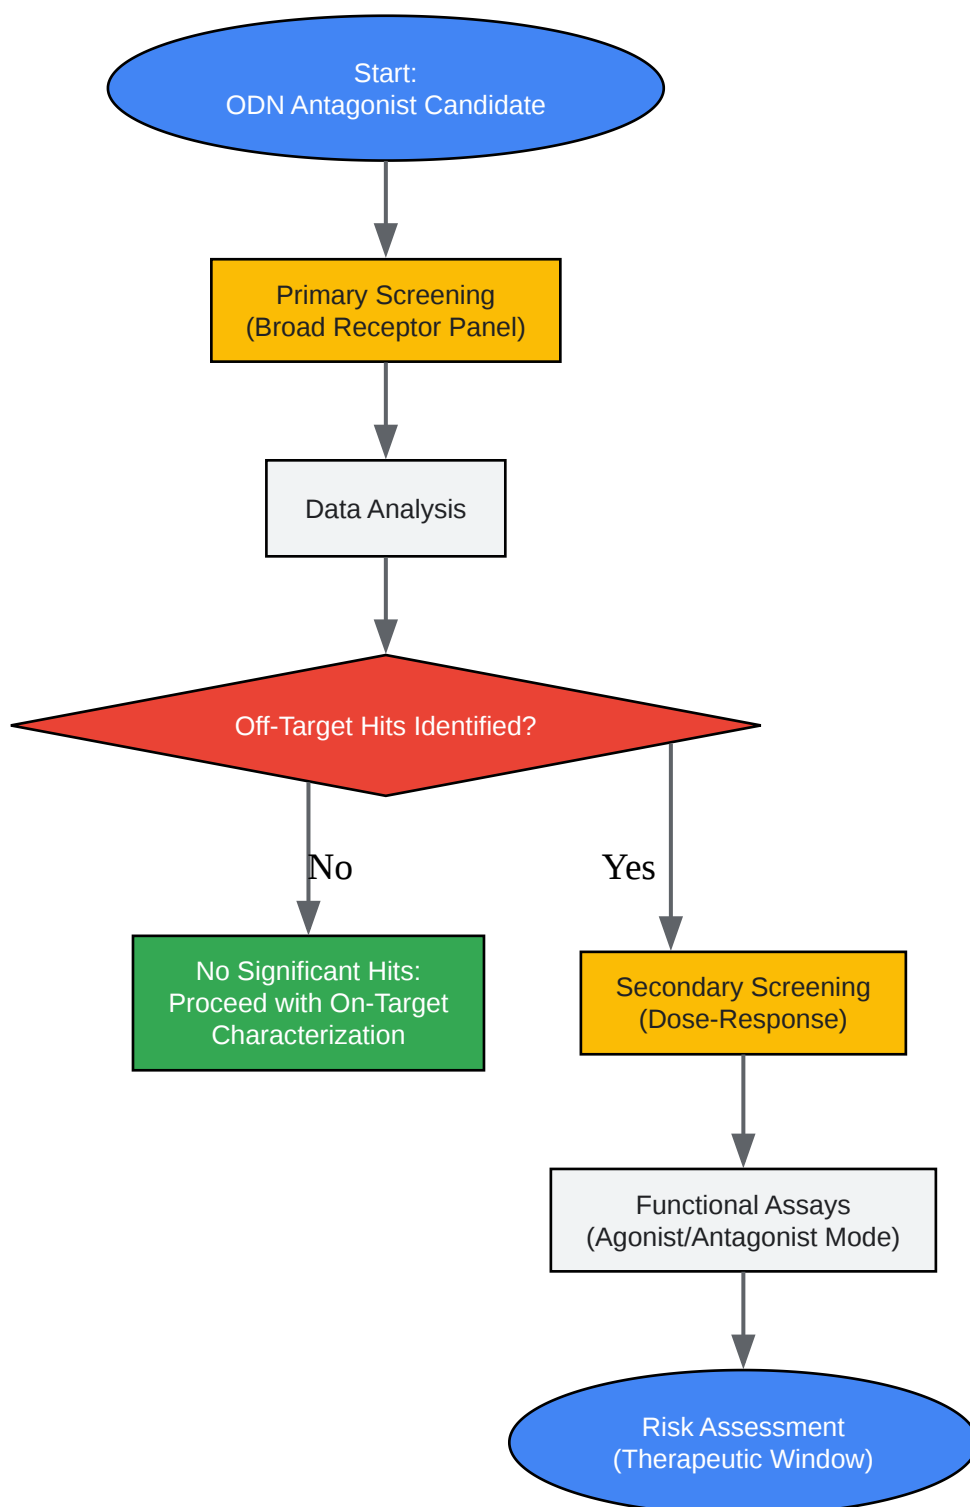 Start:
ODN Antagonist Candidate
Primary Screening
(Broad Receptor Panel)
Data Analysis
Off-Target Hits Identified?
No
Yes
No Significant Hits:
Proceed with On-Target
Characterization
Secondary Screening
(Dose-Response)
Functional Assays
(Agonist/Antagonist Mode)
Risk Assessment
(Therapeutic Window)